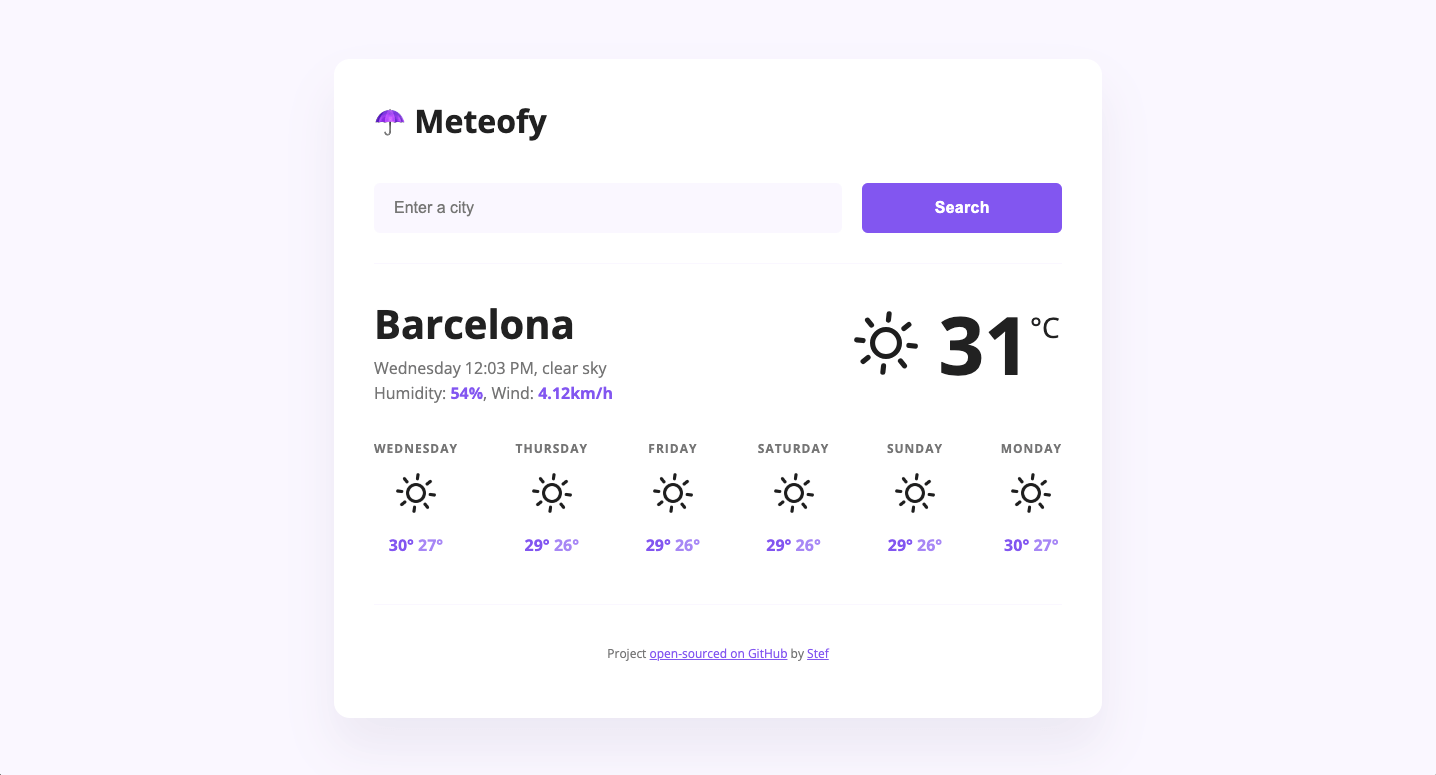 Meteofy
Enter a city
Search
Barcelona
31°C
Wednesday 12:03 PM, clear sky
Humidity: 54%, Wind: 4.12km/h
WEDNESDAY THURSDAY FRIDAY SATURDAY SUNDAY MONDAY
30° 27° 29° 26° 29° 26° 29° 26° 29° 26° 30° 27°
Project open-sourced on GitHub by Stef